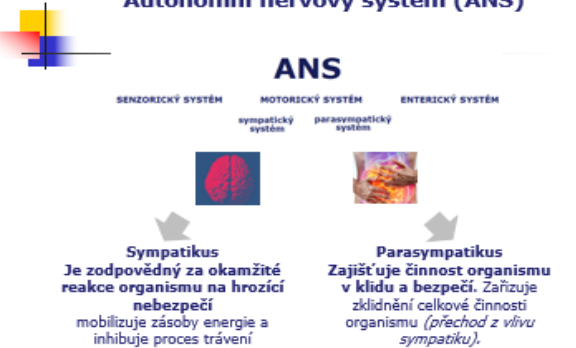 Autonomní nervový systém (ANS)
ANS
SENZORICKÝ SYSTÉM MOTORICKÝ SYSTÉM ENTERICKÝ SYSTÉM
sympatický systém parasympatický systém
Sympatikus
Je zodpovědný za okamžité
reakce organismu na hrozící
nebezpečí
mobilizuje zásoby energie a
inhibuje proces trávení
Parasympatikus
Zajišťuje činnost organismu
v klidu a bezpečí. Zařizuje
zklidnění celkové činnosti
organismu (přechod z vlivu
sympatiku).